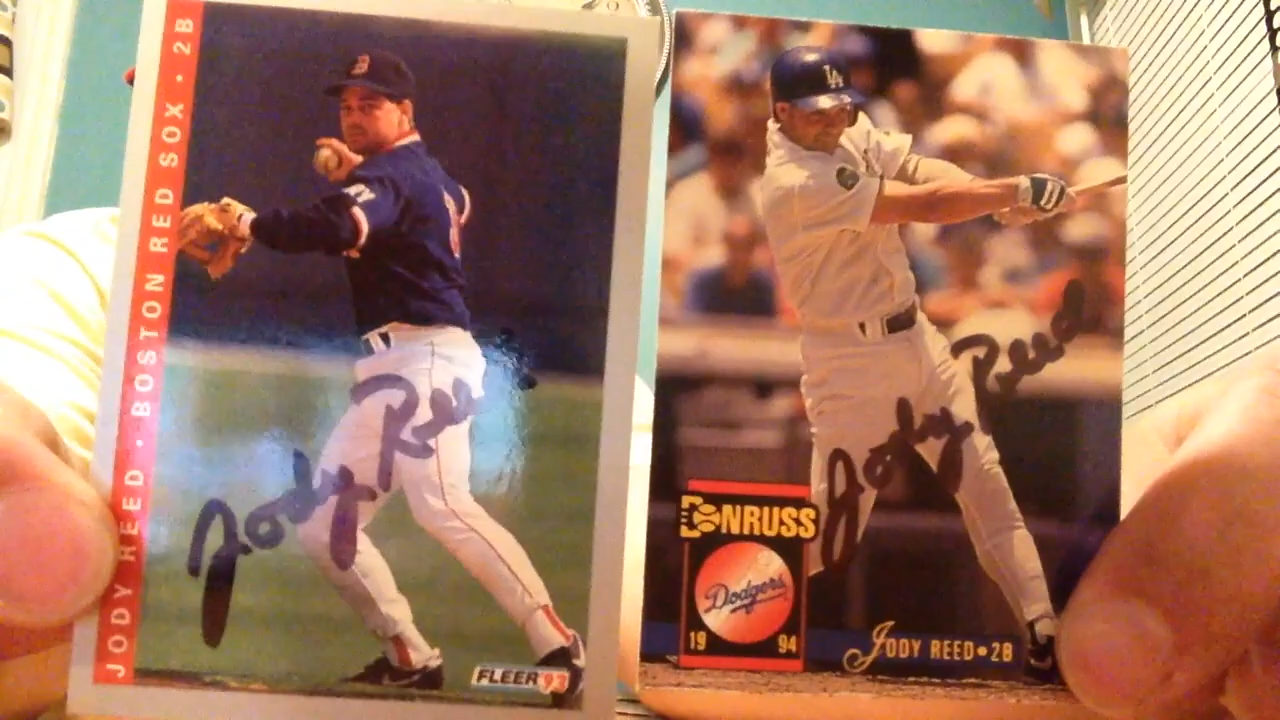 JODY REED · BOSTON RED SOX · 2B
B
Jody Reed
FLEER '93
LA
Jody Reed
DONRUSS
Dodgers
19 94
JODY REED • 2B